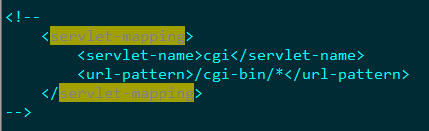 <!--
    <servlet-mapping>
        <servlet-name>cgi</servlet-name>
        <url-pattern>/cgi-bin/*</url-pattern>
    </servlet-mapping>
-->